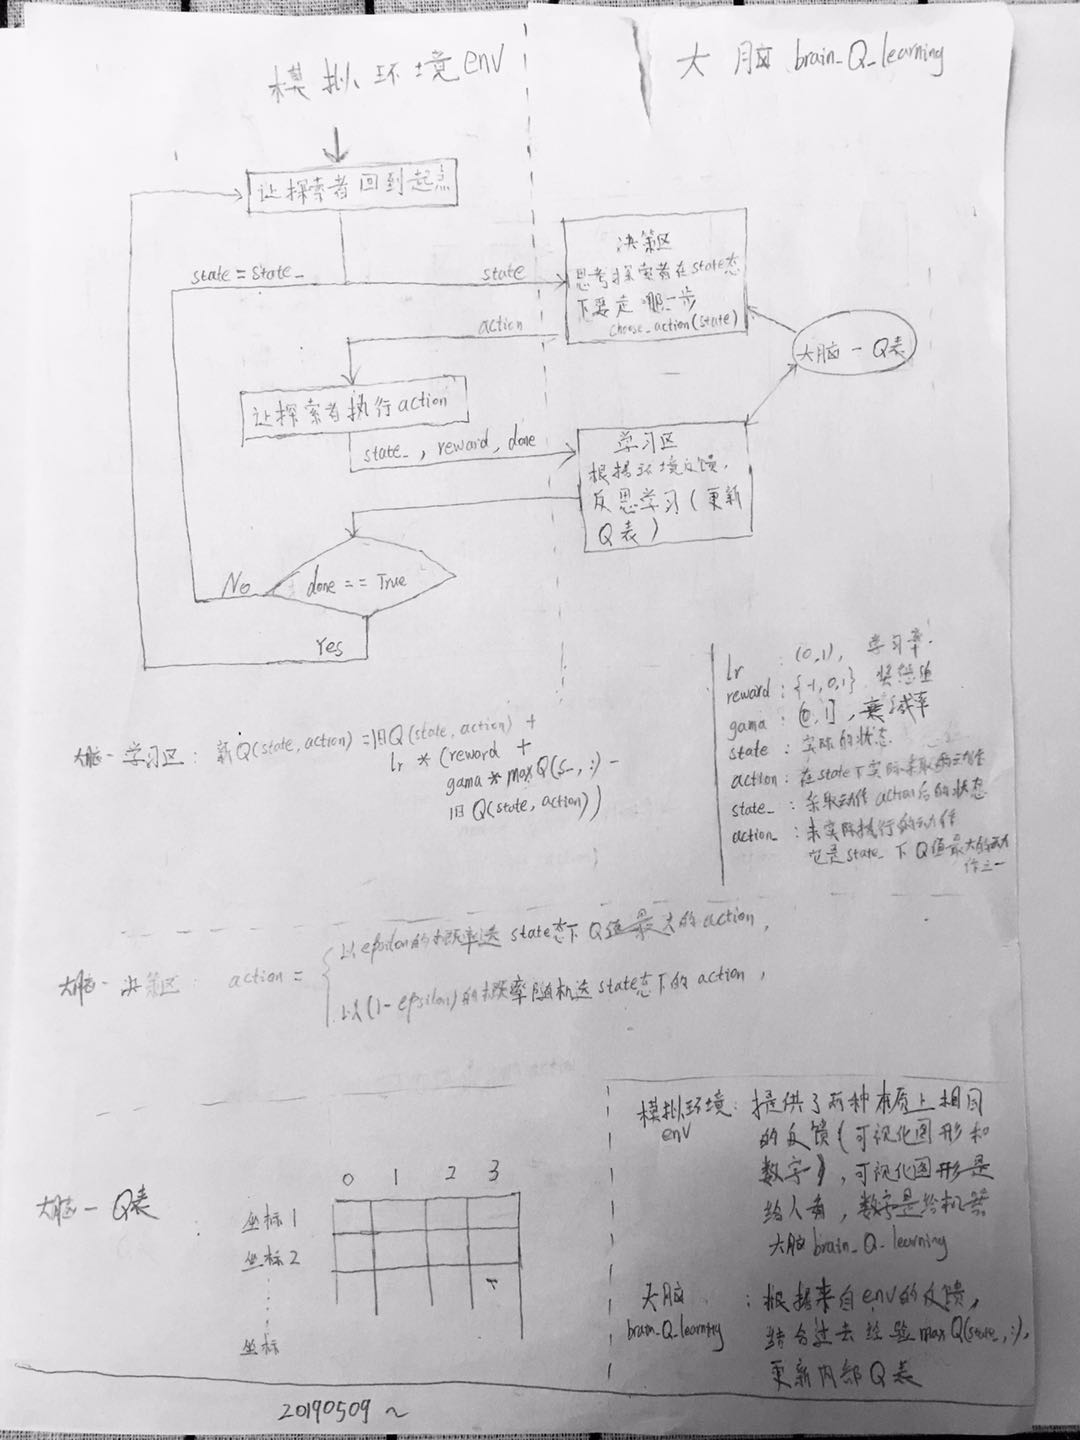 模拟环境env
大脑 brain_Q_learning
让探索者回到起点
决策区
思考探索者在state态
下要走哪一步
choose_action(state)
state = state_
state
action
大脑 — Q表
让探索者执行action
state_ , reward, done
学习区
根据环境反馈,
反思学习(更新
Q表)
done == True
No
Yes
lr : (0,1), 学习率.
reward : {-1,0,1} 奖惩值
gama : (0,1], 衰减率
state : 实际的状态
action : 在state下实际采取的动作
state_ : 采取动作action后的状态
action_ : 未实际执行的动作
它是state_下Q值最大的动
作之一
大脑-学习区: 新Q(state, action) = 旧Q(state, action) +
lr * (reward +
gama * max Q(s_, :) -
旧Q(state, action))
大脑-决策区: action =
以epsilon的概率选state态下Q值最大的action,
以(1-epsilon)的概率随机选state态下的action,
大脑—Q表
0 1 2 3
坐标1
坐标2
坐标
模拟环境: 提供了两种本质上相同
env
的反馈(可视化图形和
数字), 可视化图形是
给人看, 数字是给机器
大脑brain_Q_learning
大脑 : 根据来自env的反馈,
brain_Q_learning
结合过去经验max Q(state_, :),
更新内部Q表
20190509 ~